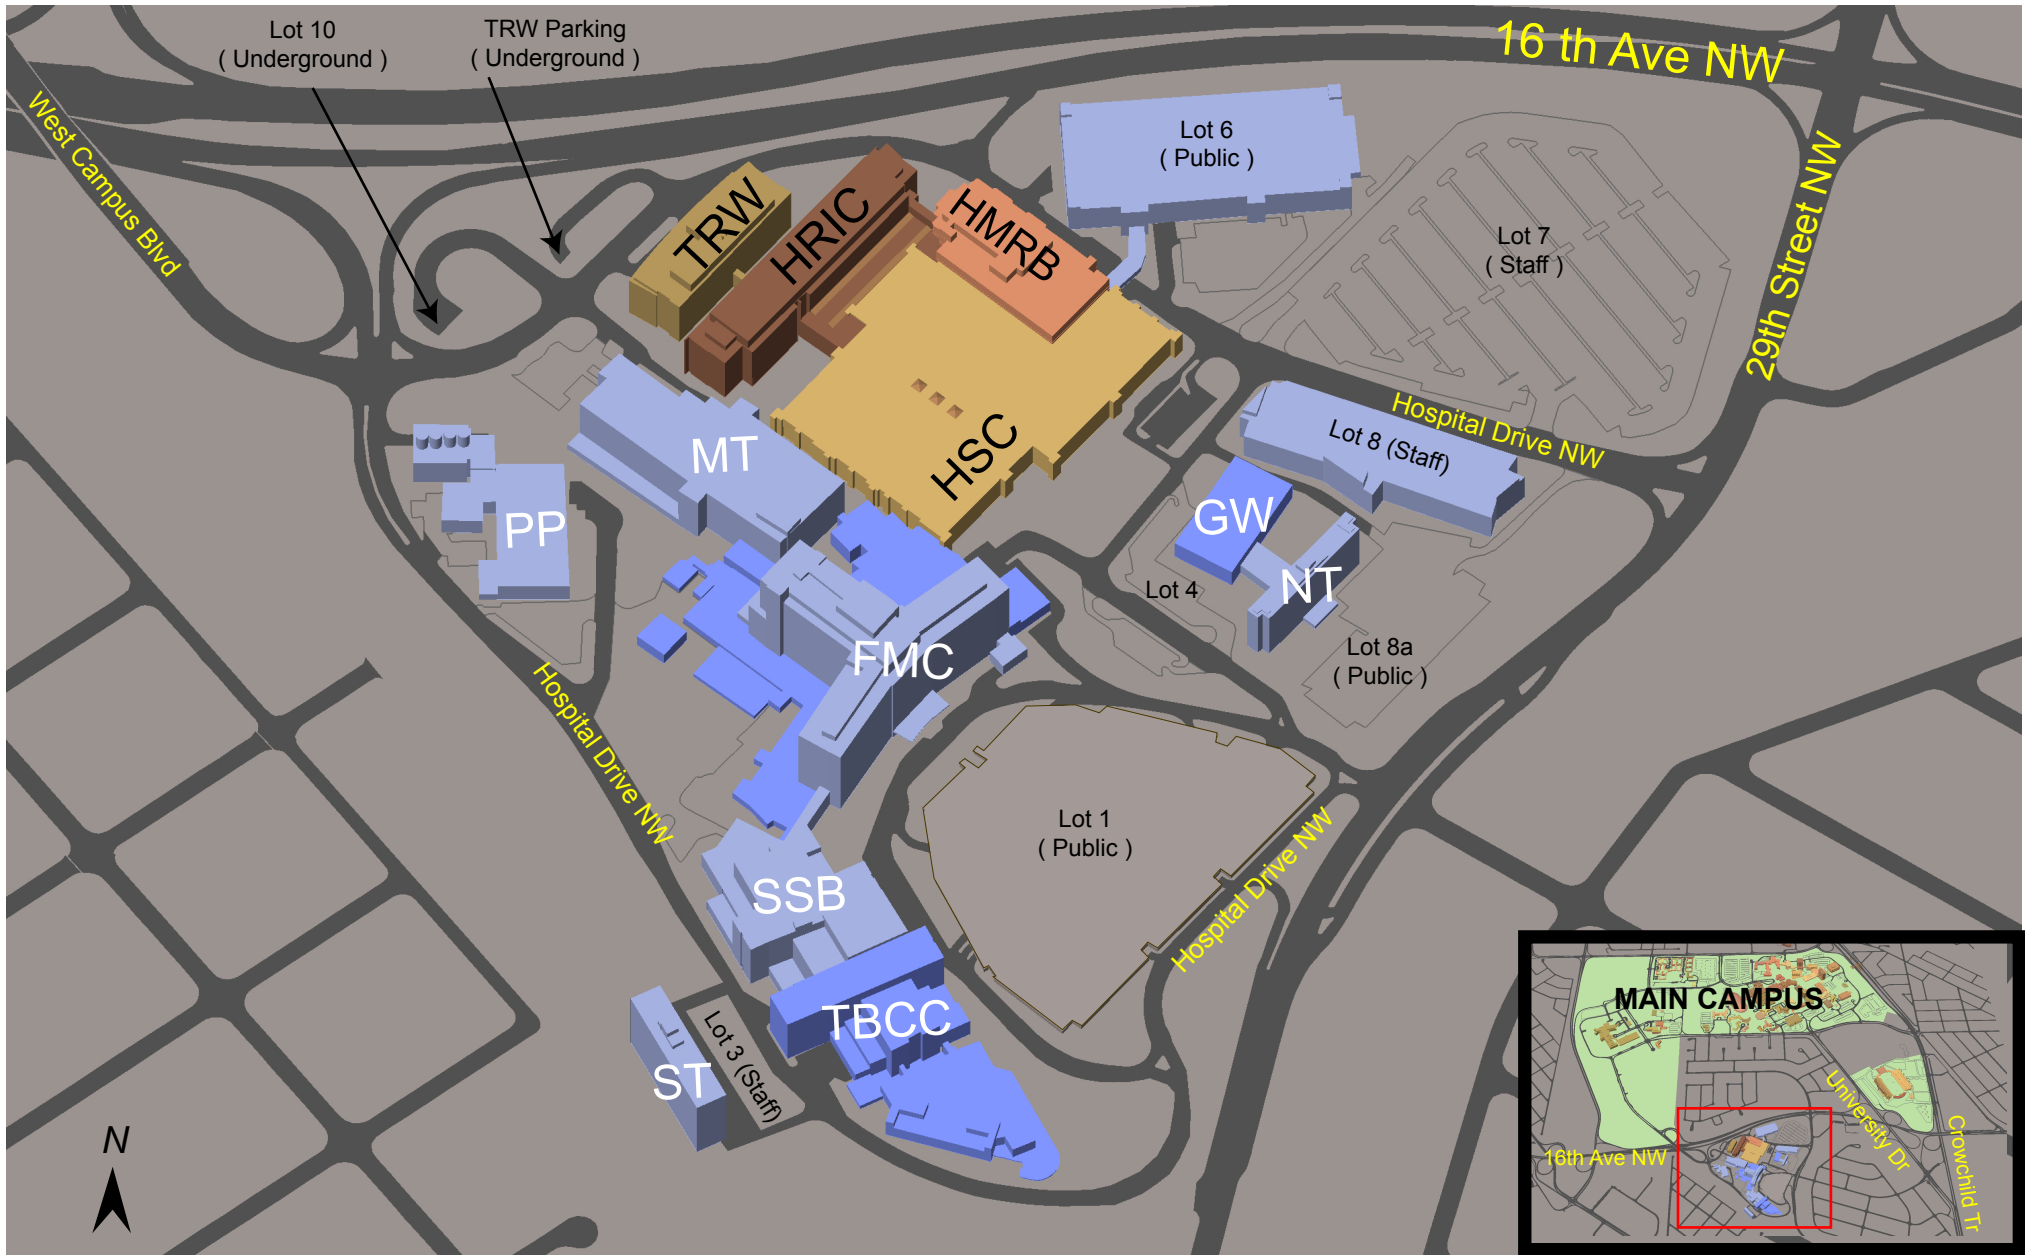 Lot 10
( Underground )
TRW Parking
( Underground )
16 th Ave NW
West Campus Blvd
Lot 6
( Public )
29th Street NW
TRW
HRIC
HMRB
Lot 7
( Staff )
Hospital Drive NW
Lot 8 (Staff)
MT
HSC
GW
PP
NT
Lot 4
FMC
Lot 8a
( Public )
Hospital Drive NW
Lot 1
( Public )
Hospital Drive NW
SSB
TBCC
Lot 3 (Staff)
ST
N
MAIN CAMPUS
University Dr
Crowchild Tr
16th Ave NW